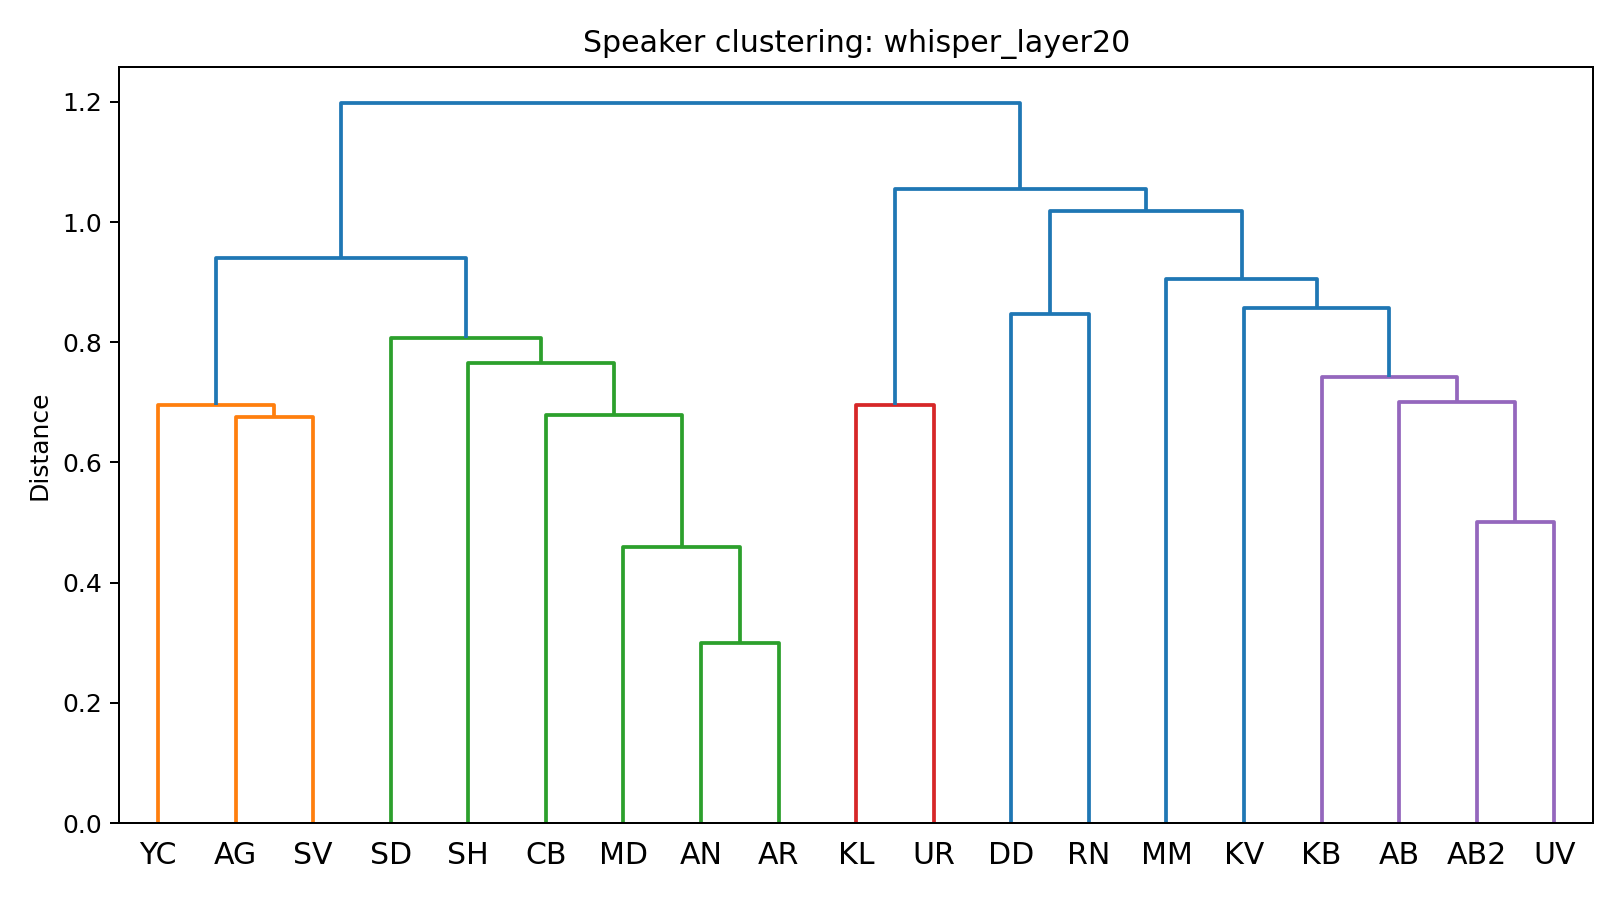 Speaker clustering: whisper_layer20
1.2
1.0
0.8
0.6
0.4
0.2
0.0
Distance
YC AG SV SD SH CB MD AN AR KL UR DD RN MM KV KB AB AB2 UV